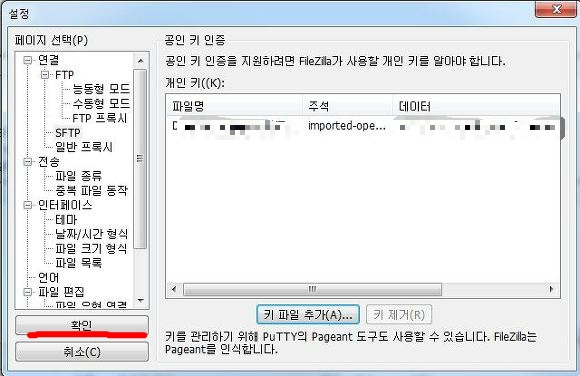 설정
페이지 선택(P)
연결
FTP
능동형 모드
수동형 모드
FTP 프록시
SFTP
일반 프록시
전송
파일 종류
중복 파일 동작
인터페이스
테마
날짜/시간 형식
파일 크기 형식
파일 목록
언어
파일 편집
파일 유형 연결
확인
취소(C)
공인 키 인증
공인 키 인증을 지원하려면 FileZilla가 사용할 개인 키를 알아야 합니다.
개인 키((K):
파일명 주석 데이터
imported-ope...
키 파일 추가(A)... 키 제거(R)
키를 관리하기 위해 PuTTY의 Pageant 도구도 사용할 수 있습니다. FileZilla는
Pageant를 인식합니다.